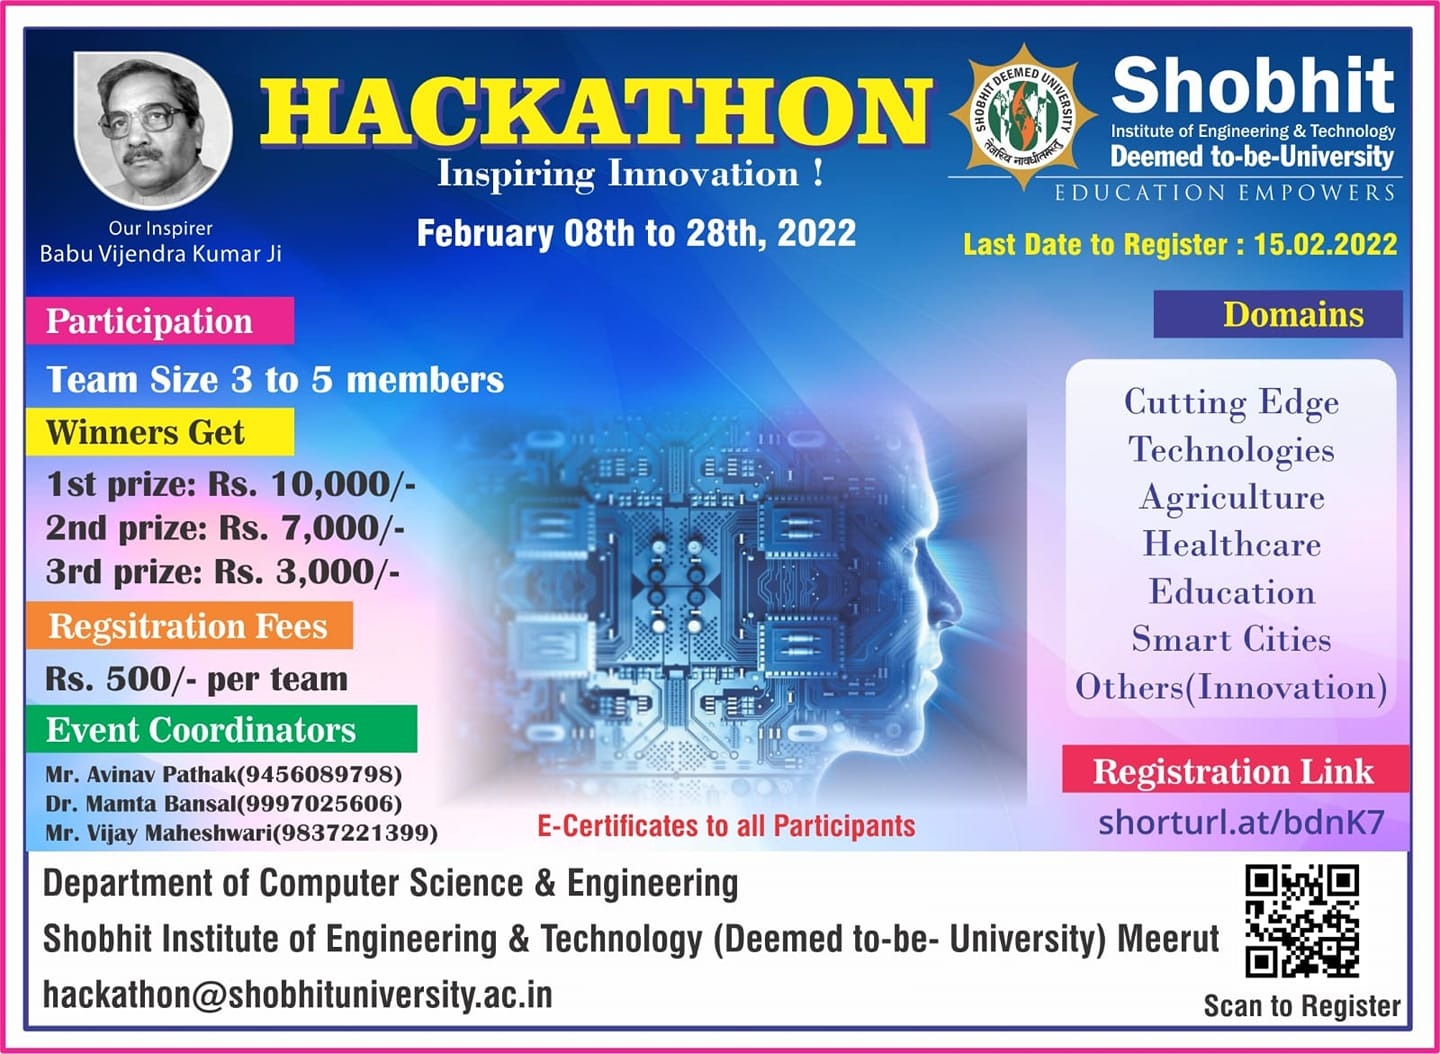 HACKATHON
Inspiring Innovation !
February 08th to 28th, 2022
Our Inspirer
Babu Vijendra Kumar Ji
SHOBHIT DEEMED UNIVERSITY
तेजस्वि नावधीतमस्तु
Shobhit
Institute of Engineering & Technology
Deemed to-be-University
EDUCATION EMPOWERS
Last Date to Register : 15.02.2022
Participation
Team Size 3 to 5 members
Winners Get
1st prize: Rs. 10,000/-
2nd prize: Rs. 7,000/-
3rd prize: Rs. 3,000/-
Regsitration Fees
Rs. 500/- per team
Event Coordinators
Mr. Avinav Pathak(9456089798)
Dr. Mamta Bansal(9997025606)
Mr. Vijay Maheshwari(9837221399)
E-Certificates to all Participants
Domains
Cutting Edge
Technologies
Agriculture
Healthcare
Education
Smart Cities
Others(Innovation)
Registration Link
shorturl.at/bdnK7
Department of Computer Science & Engineering
Shobhit Institute of Engineering & Technology (Deemed to-be- University) Meerut
hackathon@shobhituniversity.ac.in
Scan to Register